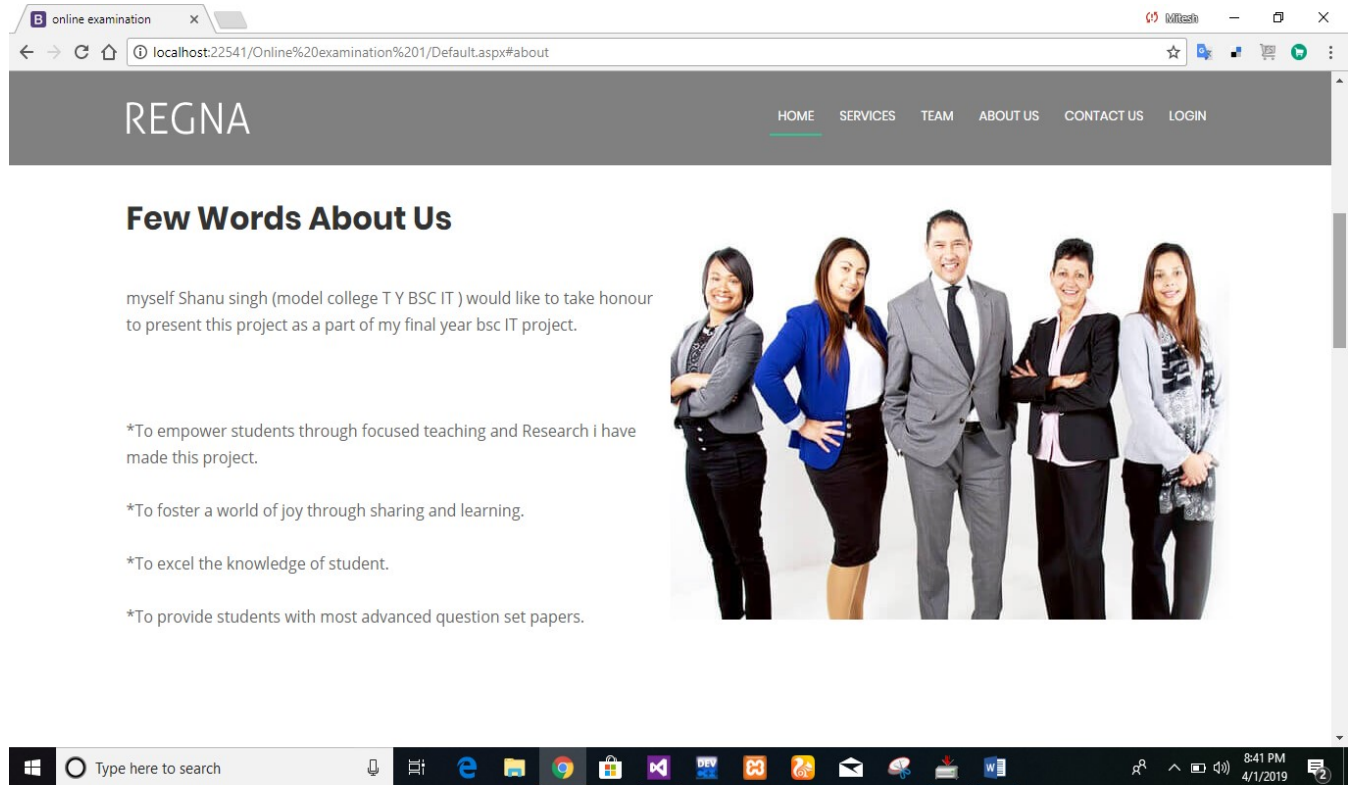 online examination
Mitesh
localhost:22541/Online%20examination%201/Default.aspx#about
REGNA
HOME SERVICES TEAM ABOUT US CONTACT US LOGIN
Few Words About Us
myself Shanu singh (model college T Y BSC IT ) would like to take honour
to present this project as a part of my final year bsc IT project.
*To empower students through focused teaching and Research i have
made this project.
*To foster a world of joy through sharing and learning.
*To excel the knowledge of student.
*To provide students with most advanced question set papers.
Type here to search
DEV
8:41 PM
4/1/2019
2